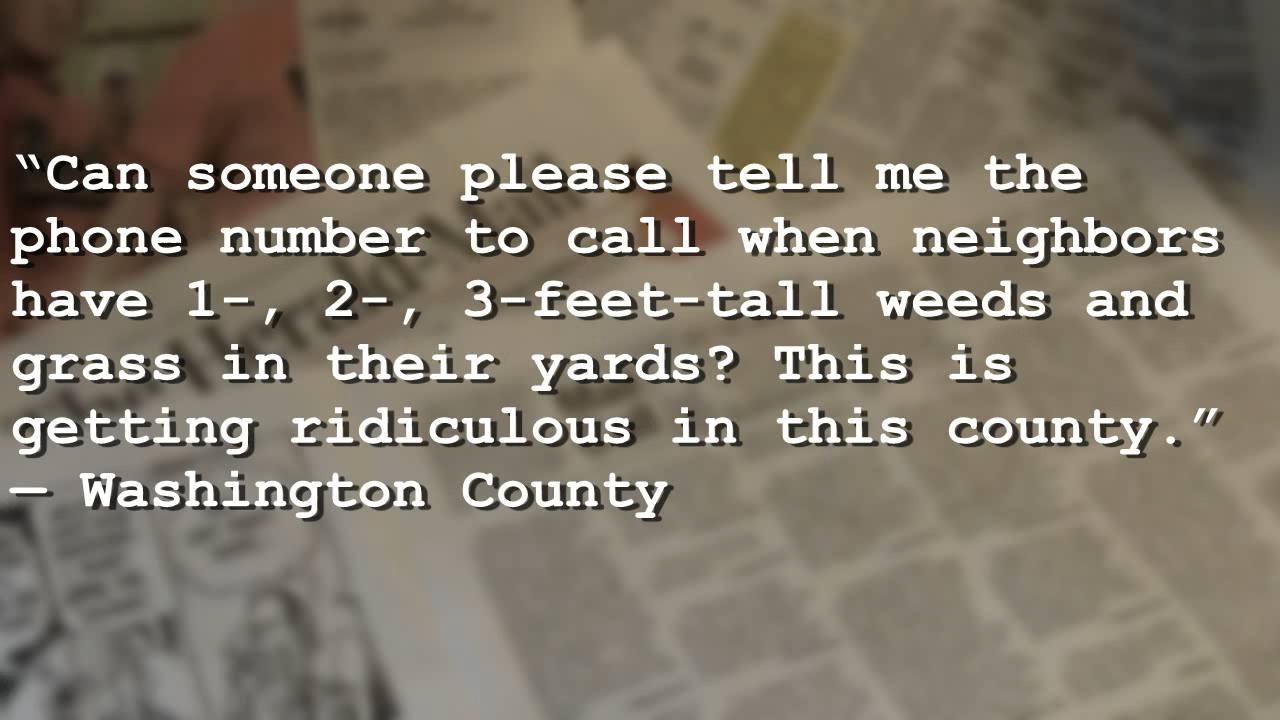 “Can someone please tell me the
phone number to call when neighbors
have 1-, 2-, 3-feet-tall weeds and
grass in their yards? This is
getting ridiculous in this county.”
— Washington County